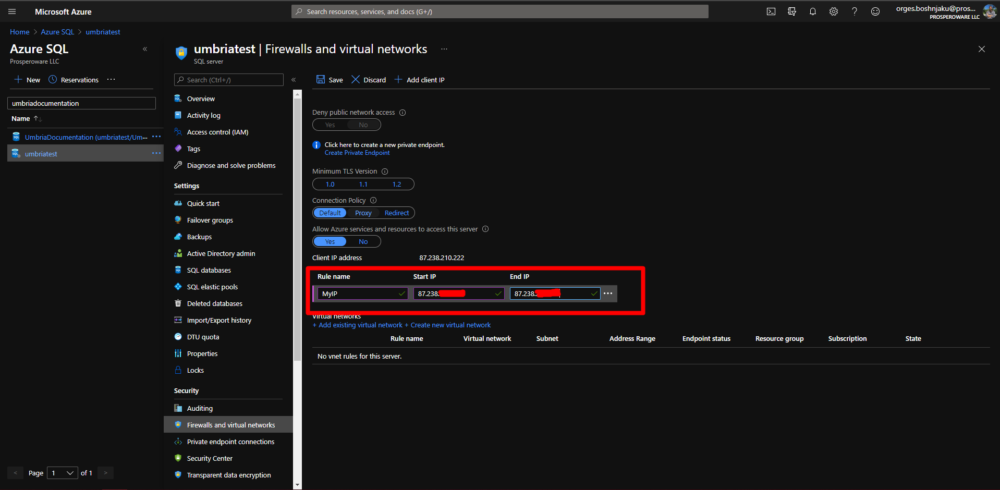 Microsoft Azure
Search resources, services, and docs (G+/)
orges.boshnjaku@pros...
PROSPEROWARE LLC
Home > Azure SQL > umbriatest
Azure SQL
Prosperoware LLC
+ New
Reservations
umbriadocumentation
Name
UmbriaDocumentation (umbriatest/Um...
umbriatest
Page 1 of 1
umbriatest | Firewalls and virtual networks
SQL server
Search (Ctrl+/)
Overview
Activity log
Access control (IAM)
Tags
Diagnose and solve problems
Settings
Quick start
Failover groups
Backups
Active Directory admin
SQL databases
SQL elastic pools
Deleted databases
Import/Export history
DTU quota
Properties
Locks
Security
Auditing
Firewalls and virtual networks
Private endpoint connections
Security Center
Transparent data encryption
Save
Discard
+ Add client IP
Deny public network access
Yes No
Click here to create a new private endpoint.
Create Private Endpoint
Minimum TLS Version
1.0 1.1 1.2
Connection Policy
Default Proxy Redirect
Allow Azure services and resources to access this server
Yes No
Client IP address 87.238.210.222
Rule name Start IP End IP
MyIP 87.238. 87.238.
Virtual networks
+ Add existing virtual network + Create new virtual network
Rule name Virtual network Subnet Address Range Endpoint status Resource group Subscription State
No vnet rules for this server.